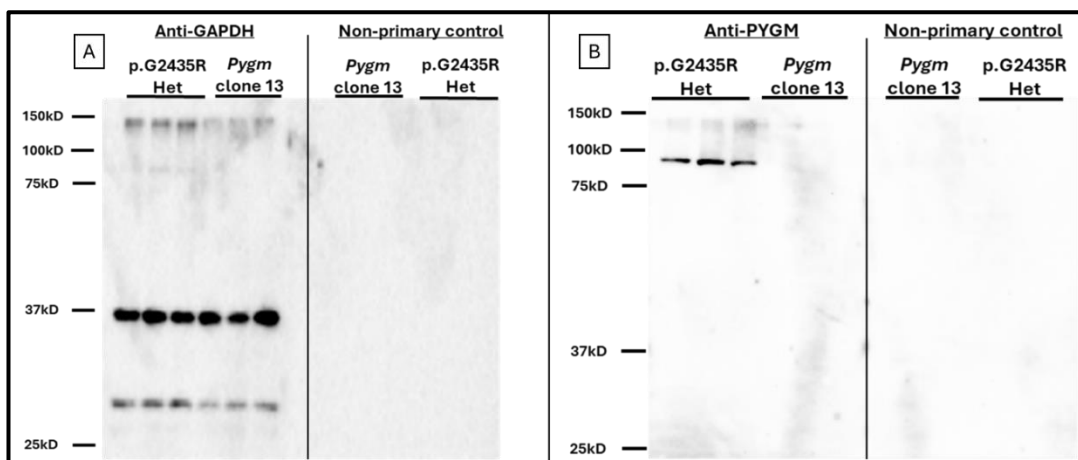 A
Anti-GAPDH
Non-primary control
p.G2435R
Het
Pygm
clone 13
Pygm
clone 13
p.G2435R
Het
150kD
100kD
75kD
37kD
25kD
B
Anti-PYGM
Non-primary control
p.G2435R
Het
Pygm
clone 13
Pygm
clone 13
p.G2435R
Het
150kD
100kD
75kD
37kD
25kD